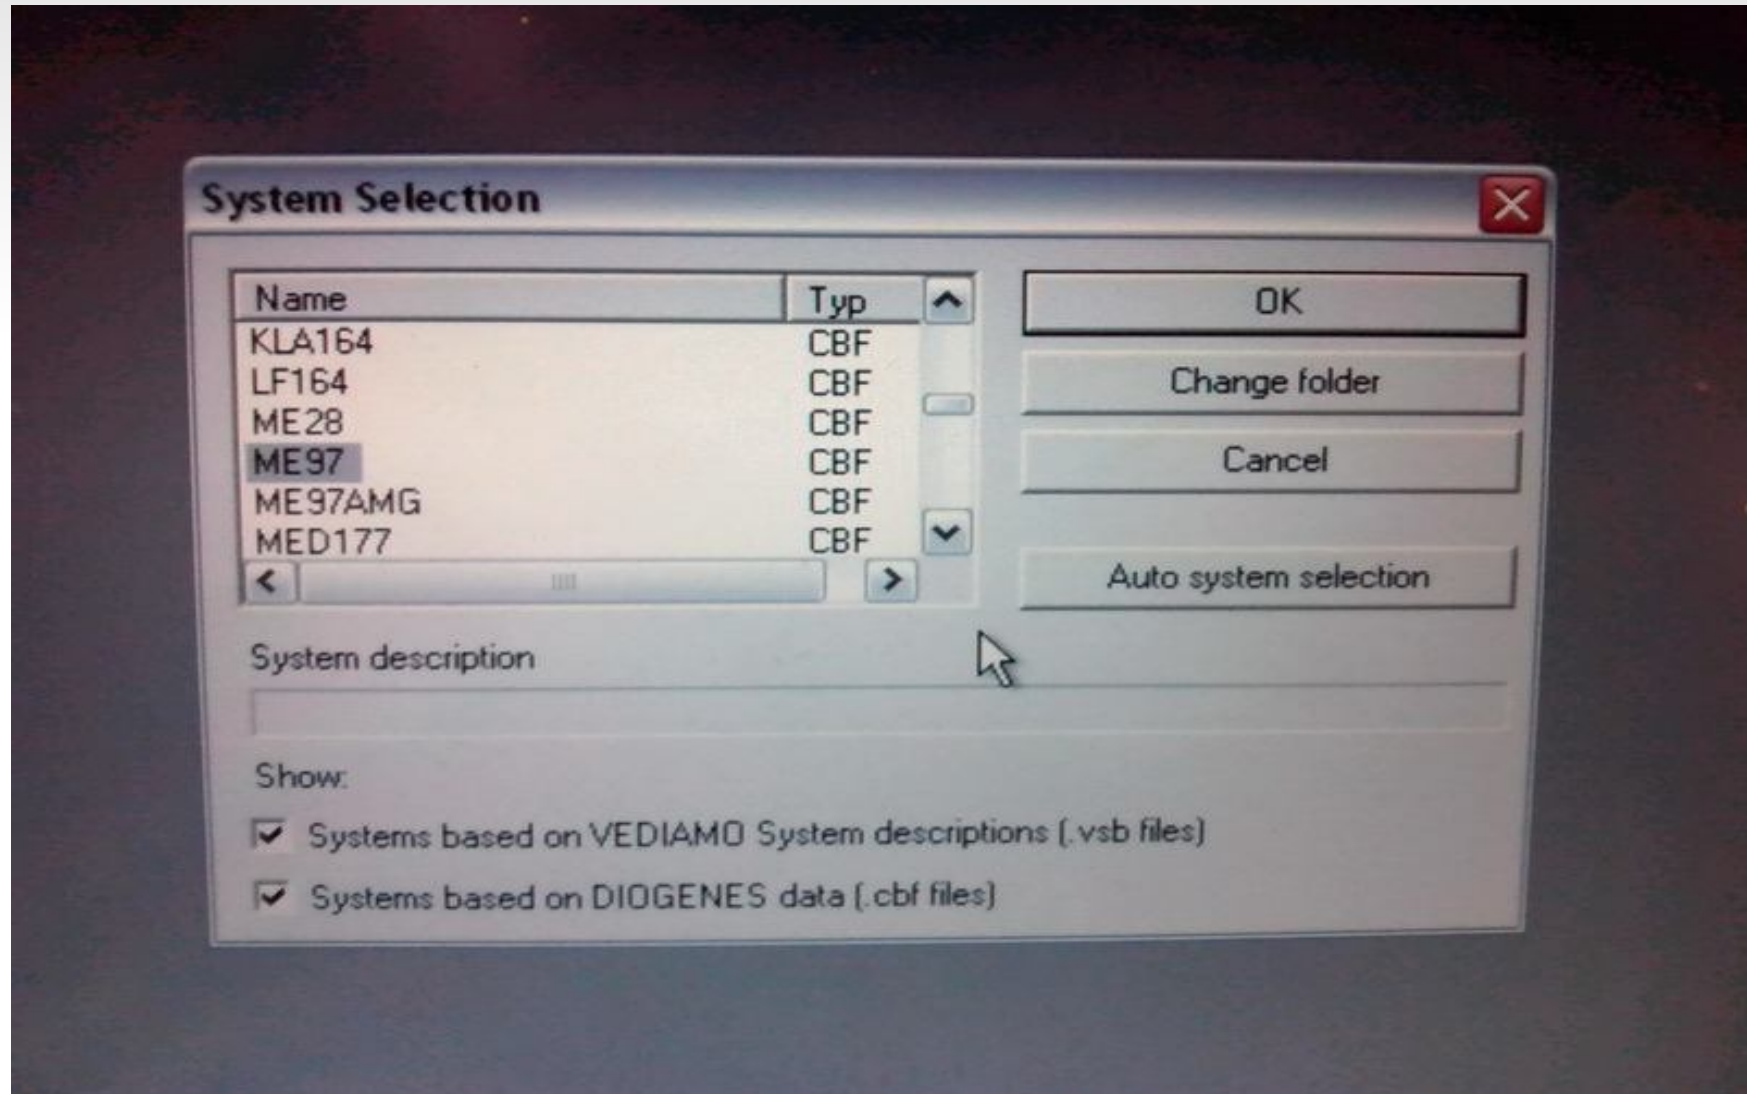 System Selection
Name Typ
KLA164 CBF
LF164 CBF
ME28 CBF
ME97 CBF
ME97AMG CBF
MED177 CBF
OK
Change folder
Cancel
Auto system selection
System description
Show:
Systems based on VEDIAMO System descriptions (.vsb files)
Systems based on DIOGENES data (.cbf files)